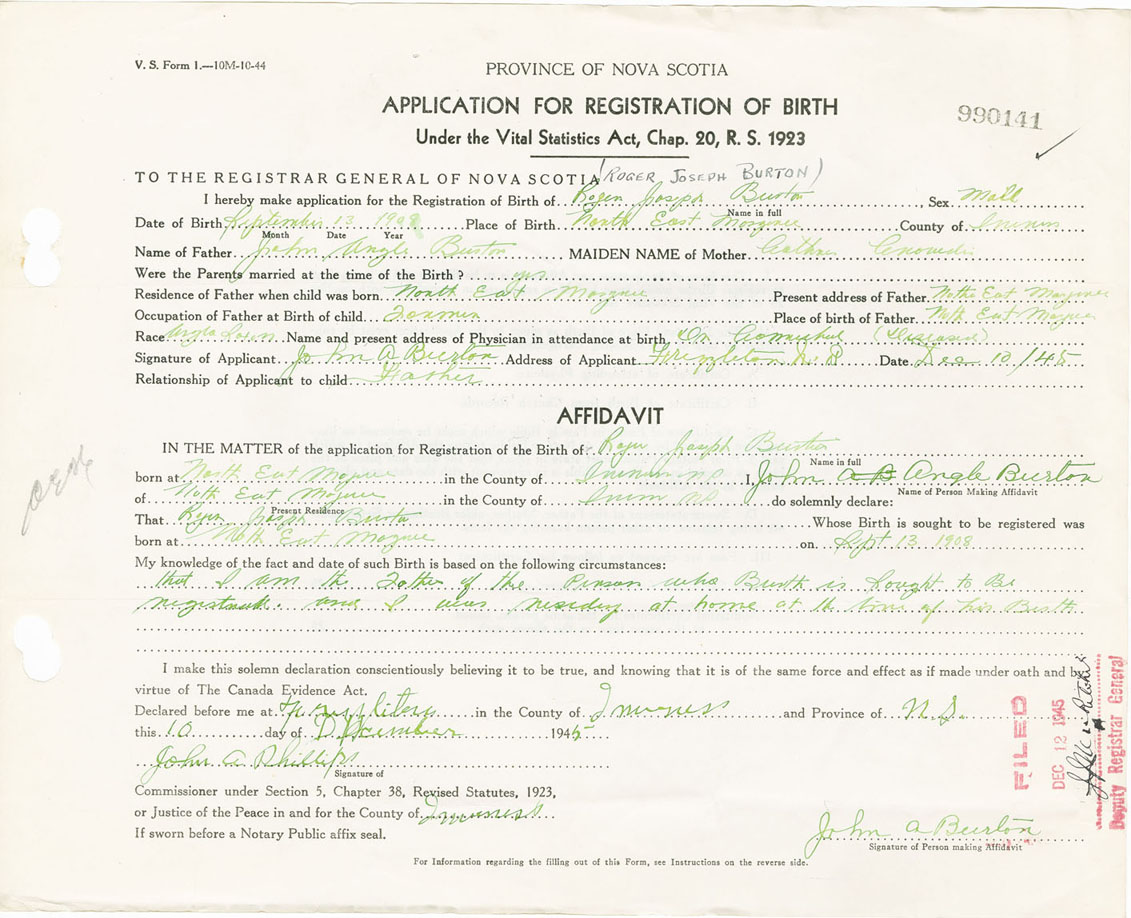 V. S. Form 1.—10M-10-44
PROVINCE OF NOVA SCOTIA
APPLICATION FOR REGISTRATION OF BIRTH
990141
Under the Vital Statistics Act, Chap. 20, R. S. 1923
(ROGER JOSEPH BURTON)
TO THE REGISTRAR GENERAL OF NOVA SCOTIA
I hereby make application for the Registration of Birth of Roger Joseph Burton, Sex Mall
Name in full
Date of Birth September 13 1908 Place of Birth North East County of
Month Date Year
Name of Father John Angle Burton MAIDEN NAME of Mother
Were the Parents married at the time of the Birth? yes
Residence of Father when child was born North East Present address of Father East
Occupation of Father at Birth of child Place of birth of Father North East
Race Name and present address of Physician in attendance at birth
Signature of Applicant John A Burton Address of Applicant Date Dec 10/45
Relationship of Applicant to child Father
AFFIDAVIT
IN THE MATTER of the application for Registration of the Birth of Roger Joseph Burton
Name in full
born at North East in the County of I, John Angle Burton
Name of Person Making Affidavit
of North East in the County of do solemnly declare:
Present Residence
That Roger Joseph Burton Whose Birth is sought to be registered was
born at North East on Sept 13 1908
My knowledge of the fact and date of such Birth is based on the following circumstances:
that I am the Father of the Person who Burth is Sought to Be
and I was residing at home at the time of his Birth
I make this solemn declaration conscientiously believing it to be true, and knowing that it is of the same force and effect as if made under oath and by
virtue of The Canada Evidence Act.
Declared before me at in the County of Inverness and Province of N.S.
this 10 day of December 1945
John A Phillips
Signature of
Commissioner under Section 5, Chapter 38, Revised Statutes, 1923,
or Justice of the Peace in and for the County of Inverness
If sworn before a Notary Public affix seal.
John A Burton
Signature of Person making Affidavit
For Information regarding the filling out of this Form, see Instructions on the reverse side.
FILED
DEC 12 1945
Deputy Registrar General